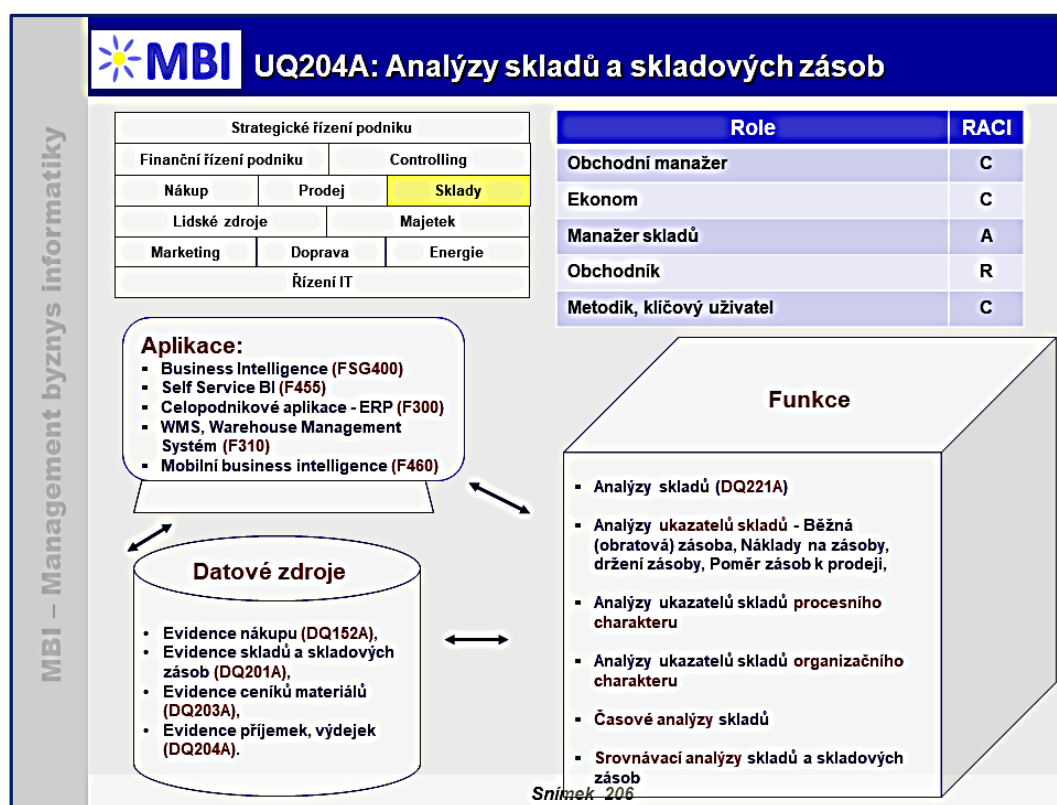 MBI
UQ204A: Analýzy skladů a skladových zásob
MBI – Management byznys informatiky
Strategické řízení podniku
Finanční řízení podniku Controlling
Nákup Prodej Sklady
Lidské zdroje Majetek
Marketing Doprava Energie
Řízení IT
Role RACI
Obchodní manažer C
Ekonom C
Manažer skladů A
Obchodník R
Metodik, klíčový uživatel C
Aplikace:
▪ Business Intelligence (FSG400)
▪ Self Service BI (F455)
▪ Celopodnikové aplikace - ERP (F300)
▪ WMS, Warehouse Management
Systém (F310)
▪ Mobilní business intelligence (F460)
Datové zdroje
• Evidence nákupu (DQ152A),
• Evidence skladů a skladových
zásob (DQ201A),
• Evidence ceníků materiálů
(DQ203A),
• Evidence příjemek, výdejek
(DQ204A).
Funkce
▪ Analýzy skladů (DQ221A)
▪ Analýzy ukazatelů skladů - Běžná
(obratová) zásoba, Náklady na zásoby,
držení zásoby, Poměr zásob k prodeji,
▪ Analýzy ukazatelů skladů procesního
charakteru
▪ Analýzy ukazatelů skladů organizačního
charakteru
▪ Časové analýzy skladů
▪ Srovnávací analýzy skladů a skladových
zásob
Snímek 206